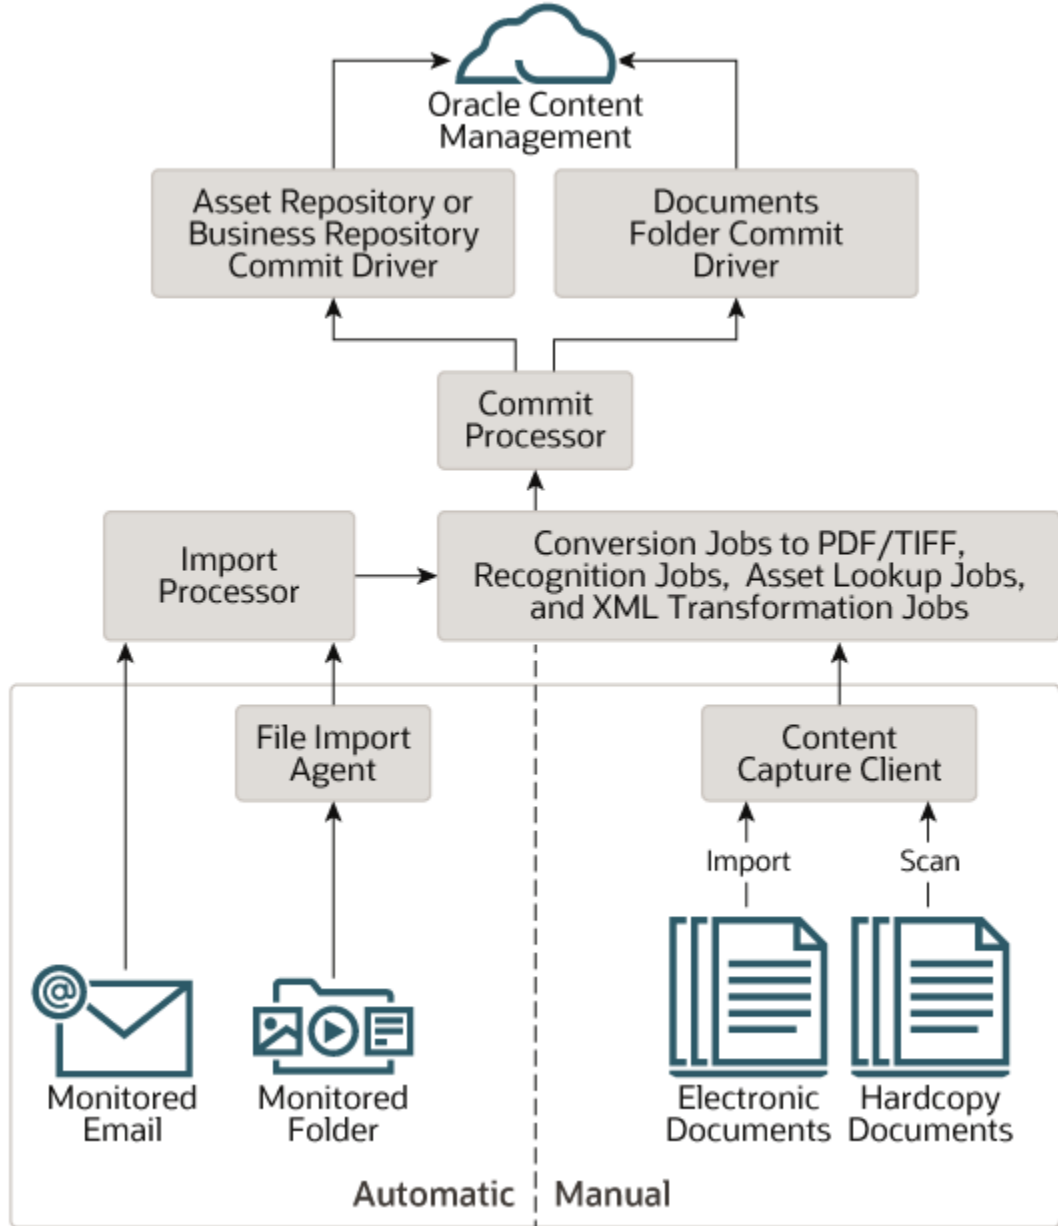 Oracle Content
Management
Asset Repository or
Business Repository
Commit Driver
Documents
Folder Commit
Driver
Commit
Processor
Import
Processor
Conversion Jobs to PDF/TIFF,
Recognition Jobs, Asset Lookup Jobs,
and XML Transformation Jobs
File Import
Agent
Content
Capture Client
Import
Scan
@
Monitored
Email
Monitored
Folder
Electronic
Documents
Hardcopy
Documents
Automatic
Manual